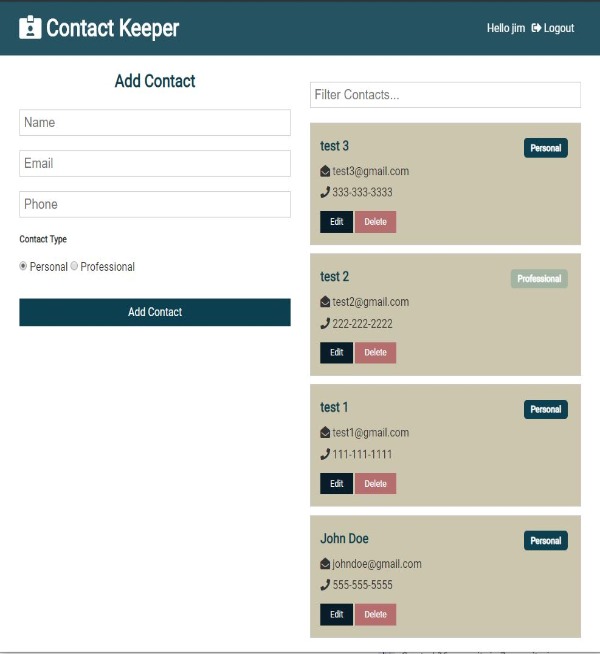 Contact Keeper
Hello jim Logout
Add Contact
Name
Email
Phone
Contact Type
Personal Professional
Add Contact
Filter Contacts...
test 3 Personal
test3@gmail.com
333-333-3333
Edit Delete
test 2 Professional
test2@gmail.com
222-222-2222
Edit Delete
test 1 Personal
test1@gmail.com
111-111-1111
Edit Delete
John Doe Personal
johndoe@gmail.com
555-555-5555
Edit Delete